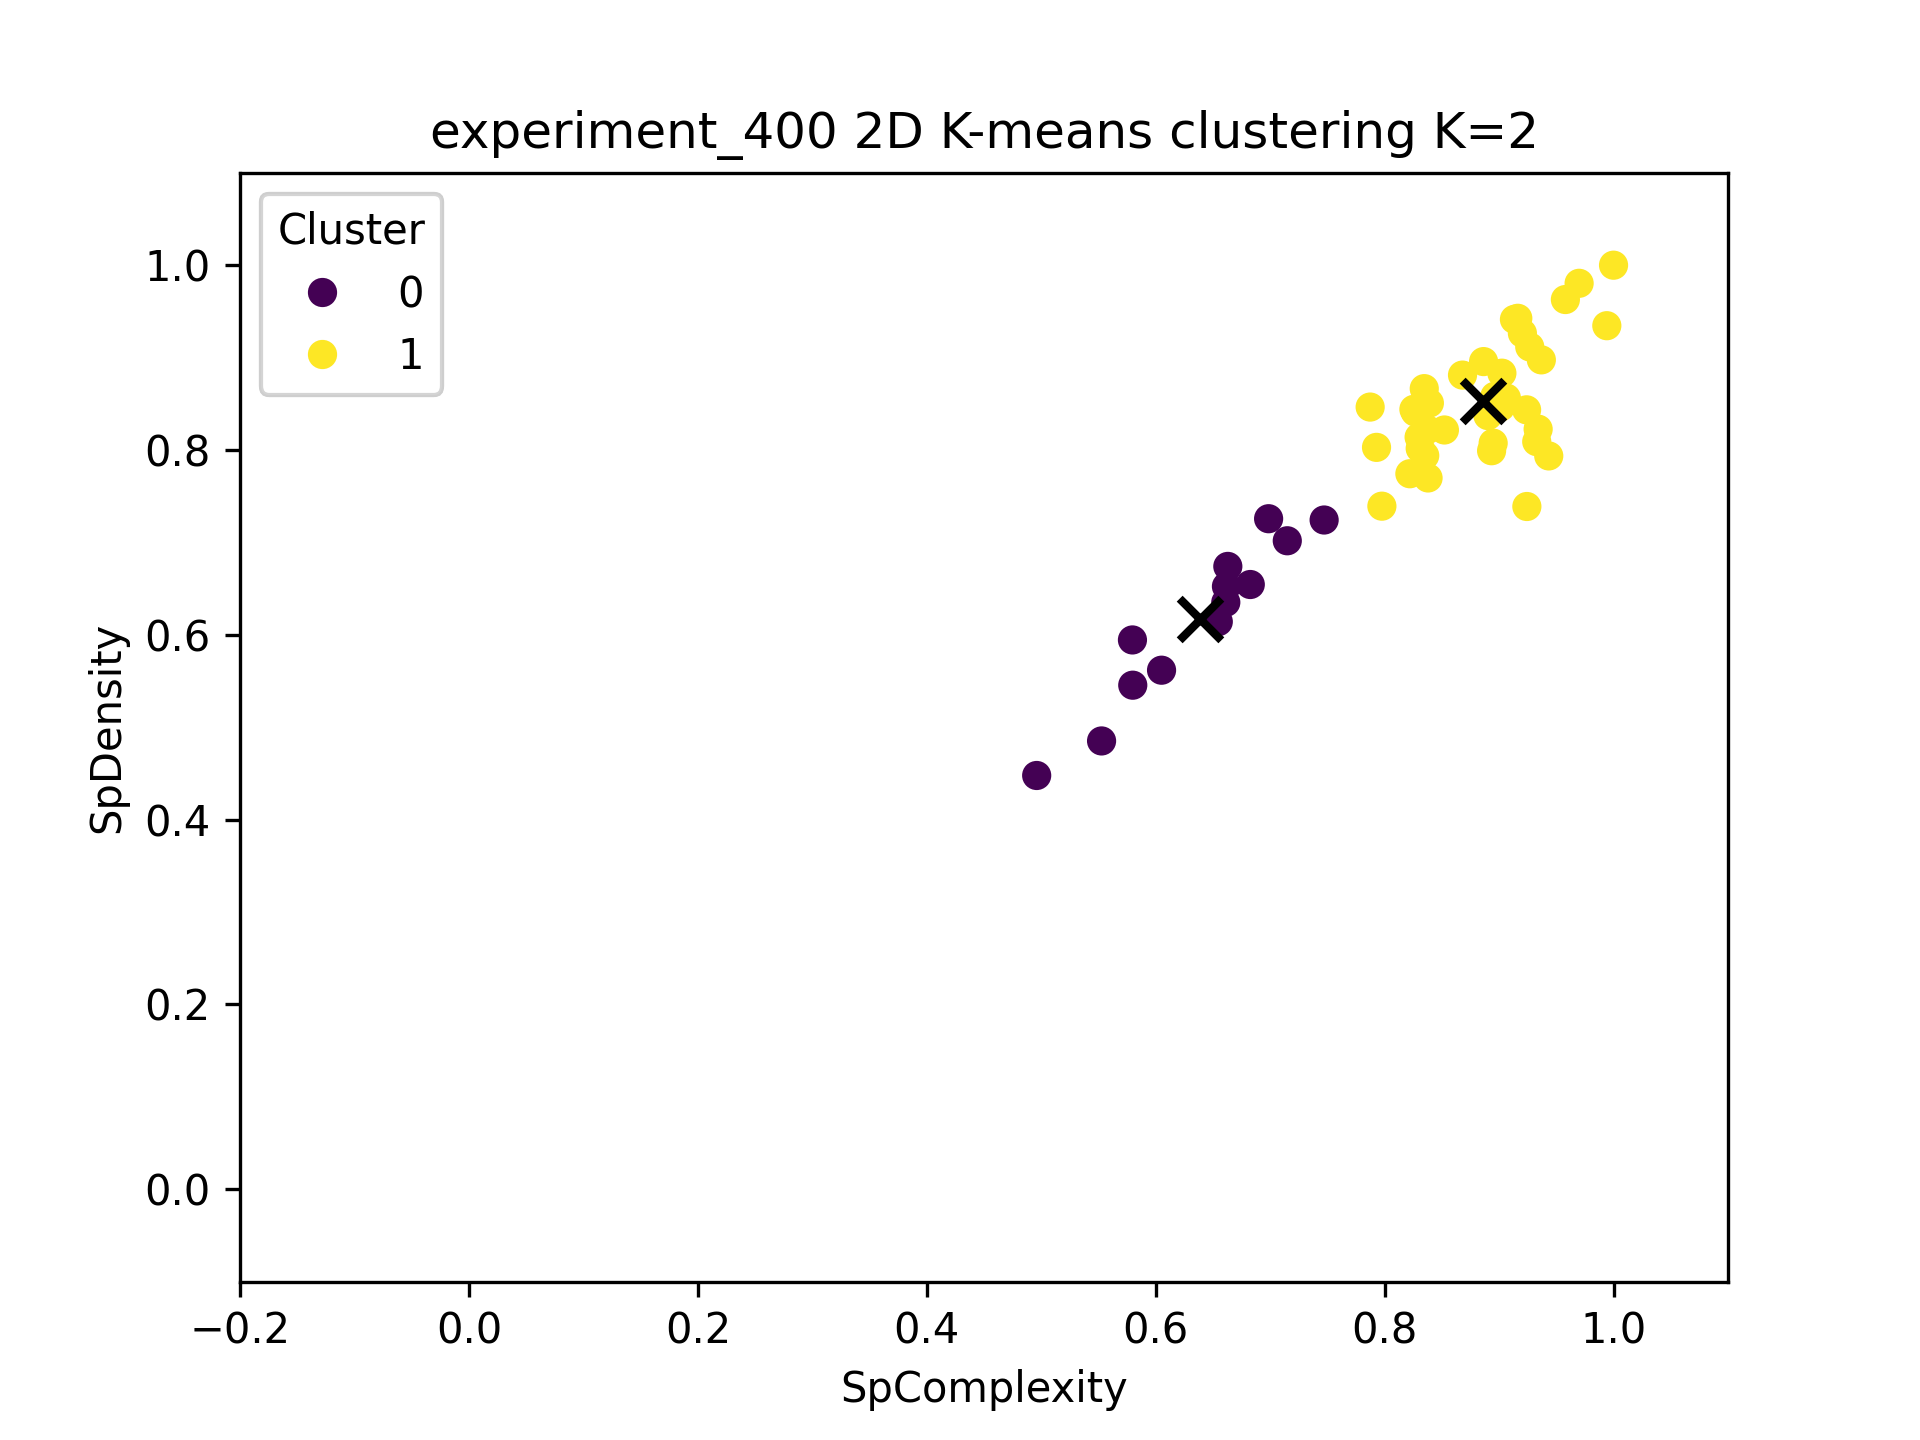 experiment_400 2D K-means clustering K=2
Cluster
0
1
1.0
0.8
0.6
0.4
0.2
0.0
SpDensity
−0.2 0.0 0.2 0.4 0.6 0.8 1.0
SpComplexity